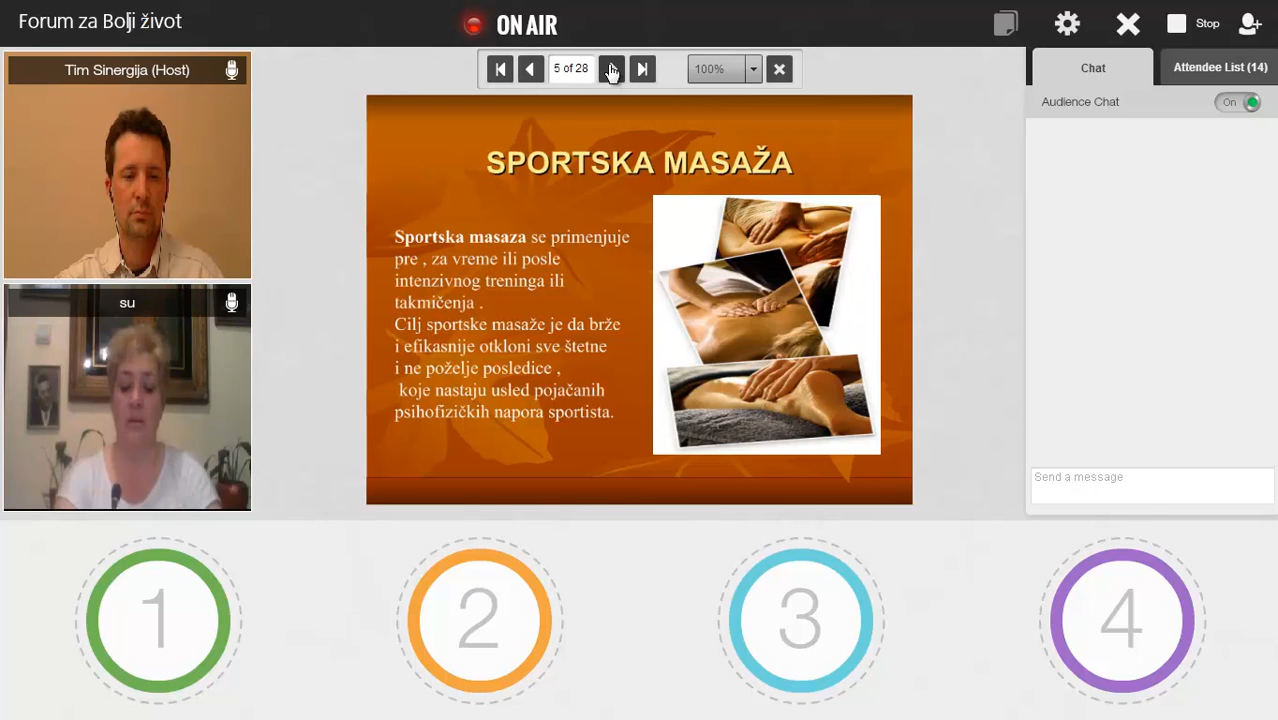 Forum za Bolji život
ON AIR
Stop
Tim Sinergija (Host)
5 of 28
100%
Chat
Attendee List (14)
Audience Chat
On
su
SPORTSKA MASAŽA
Sportska masaza se primenjuje
pre , za vreme ili posle
intenzivnog treninga ili
takmičenja .
Cilj sportske masaže je da brže
i efikasnije otkloni sve štetne
i ne poželje posledice ,
koje nastaju usled pojačanih
psihofizičkih napora sportista.
Send a message
1
2
3
4